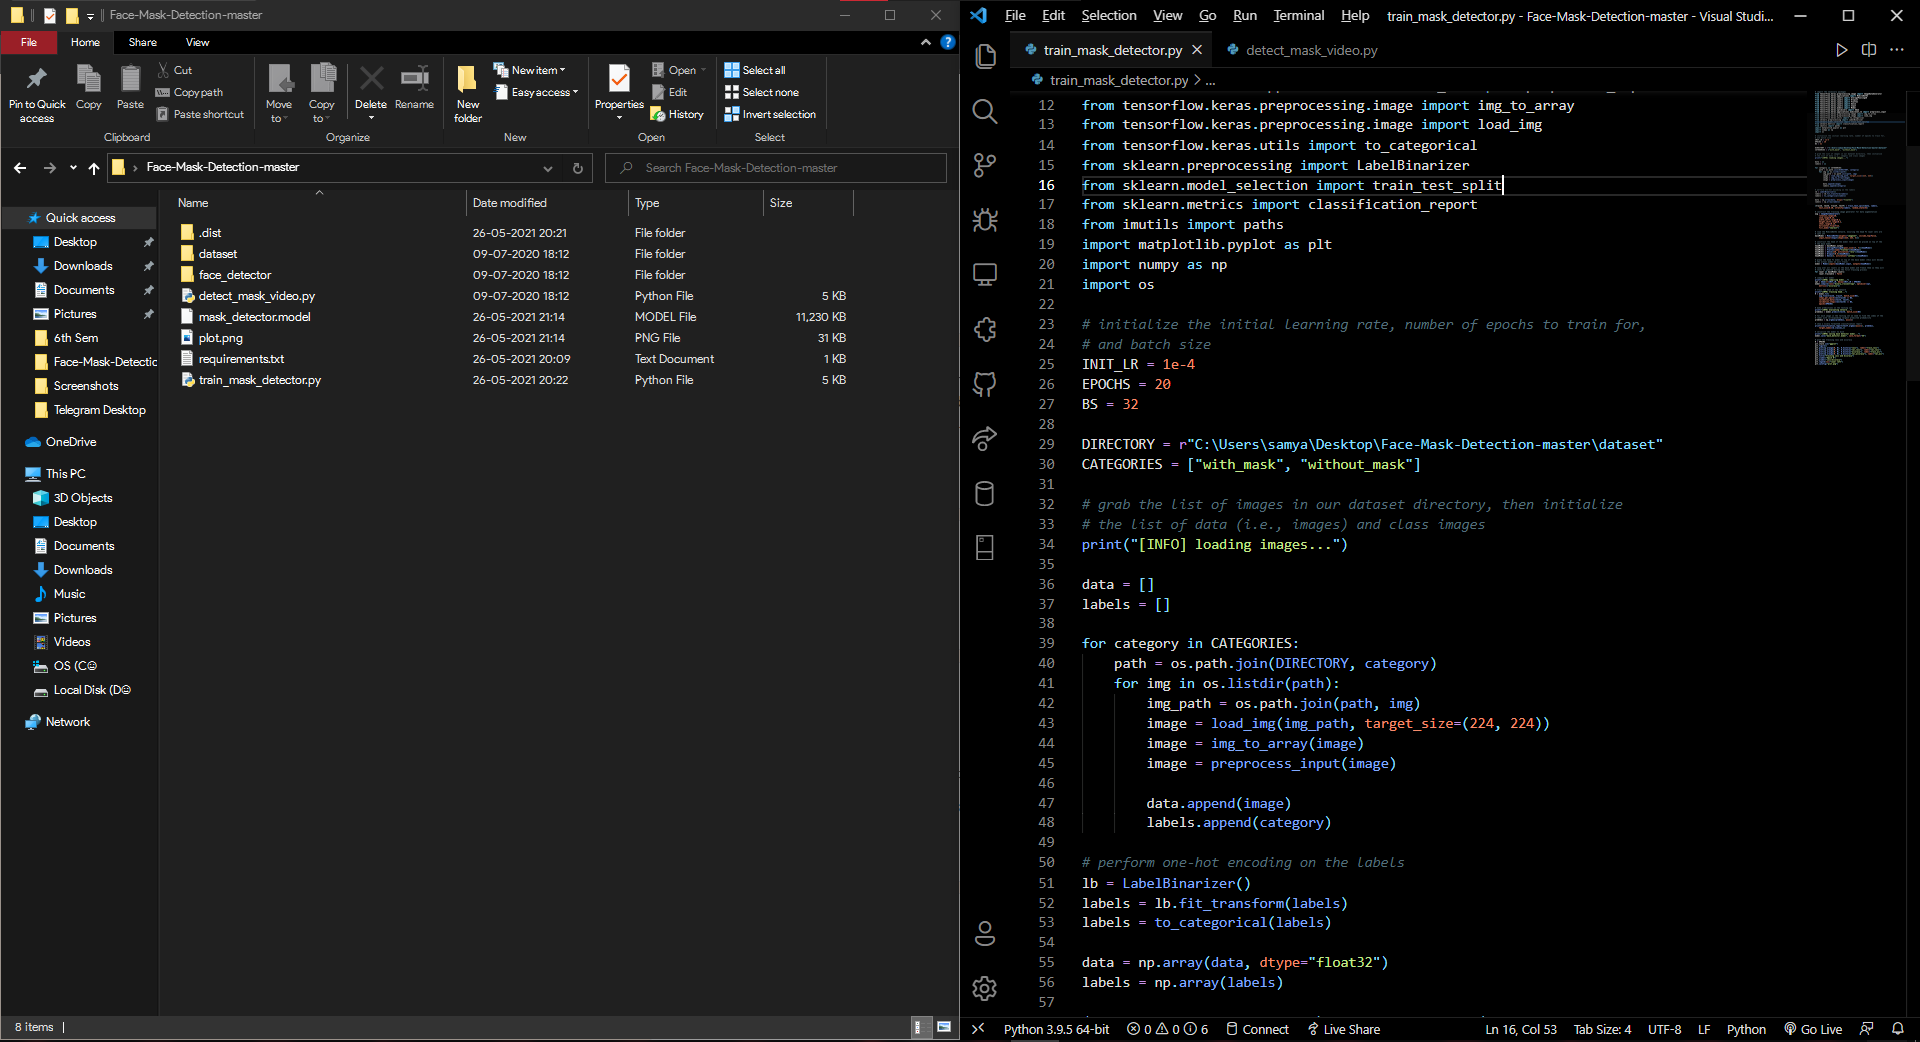 Face-Mask-Detection-master
File Home Share View
Pin to Quick access
Copy
Paste
Cut
Copy path
Paste shortcut
Clipboard
Move to
Copy to
Delete
Rename
Organize
New folder
New item
Easy access
New
Properties
Open
Edit
History
Open
Select all
Select none
Invert selection
Select
Face-Mask-Detection-master
Search Face-Mask-Detection-master
Quick access
Desktop
Downloads
Documents
Pictures
6th Sem
Face-Mask-Detectic
Screenshots
Telegram Desktop
OneDrive
This PC
3D Objects
Desktop
Documents
Downloads
Music
Pictures
Videos
OS (C
Local Disk (D
Network
Name Date modified Type Size
.dist 26-05-2021 20:21 File folder
dataset 09-07-2020 18:12 File folder
face_detector 09-07-2020 18:12 File folder
detect_mask_video.py 09-07-2020 18:12 Python File 5 KB
mask_detector.model 26-05-2021 21:14 MODEL File 11,230 KB
plot.png 26-05-2021 21:14 PNG File 31 KB
requirements.txt 26-05-2021 20:09 Text Document 1 KB
train_mask_detector.py 26-05-2021 20:22 Python File 5 KB
8 items
File Edit Selection View Go Run Terminal Help train_mask_detector.py - Face-Mask-Detection-master - Visual Studi...
train_mask_detector.py detect_mask_video.py
train_mask_detector.py > ...
12 from tensorflow.keras.preprocessing.image import img_to_array
13 from tensorflow.keras.preprocessing.image import load_img
14 from tensorflow.keras.utils import to_categorical
15 from sklearn.preprocessing import LabelBinarizer
16 from sklearn.model_selection import train_test_split
17 from sklearn.metrics import classification_report
18 from imutils import paths
19 import matplotlib.pyplot as plt
20 import numpy as np
21 import os
22
23 # initialize the initial learning rate, number of epochs to train for,
24 # and batch size
25 INIT_LR = 1e-4
26 EPOCHS = 20
27 BS = 32
28
29 DIRECTORY = r"C:\Users\samya\Desktop\Face-Mask-Detection-master\dataset"
30 CATEGORIES = ["with_mask", "without_mask"]
31
32 # grab the list of images in our dataset directory, then initialize
33 # the list of data (i.e., images) and class images
34 print("[INFO] loading images...")
35
36 data = []
37 labels = []
38
39 for category in CATEGORIES:
40 path = os.path.join(DIRECTORY, category)
41 for img in os.listdir(path):
42 img_path = os.path.join(path, img)
43 image = load_img(img_path, target_size=(224, 224))
44 image = img_to_array(image)
45 image = preprocess_input(image)
46
47 data.append(image)
48 labels.append(category)
49
50 # perform one-hot encoding on the labels
51 lb = LabelBinarizer()
52 labels = lb.fit_transform(labels)
53 labels = to_categorical(labels)
54
55 data = np.array(data, dtype="float32")
56 labels = np.array(labels)
57
Python 3.9.5 64-bit 0 0 6 Connect Live Share Ln 16, Col 53 Tab Size: 4 UTF-8 LF Python Go Live